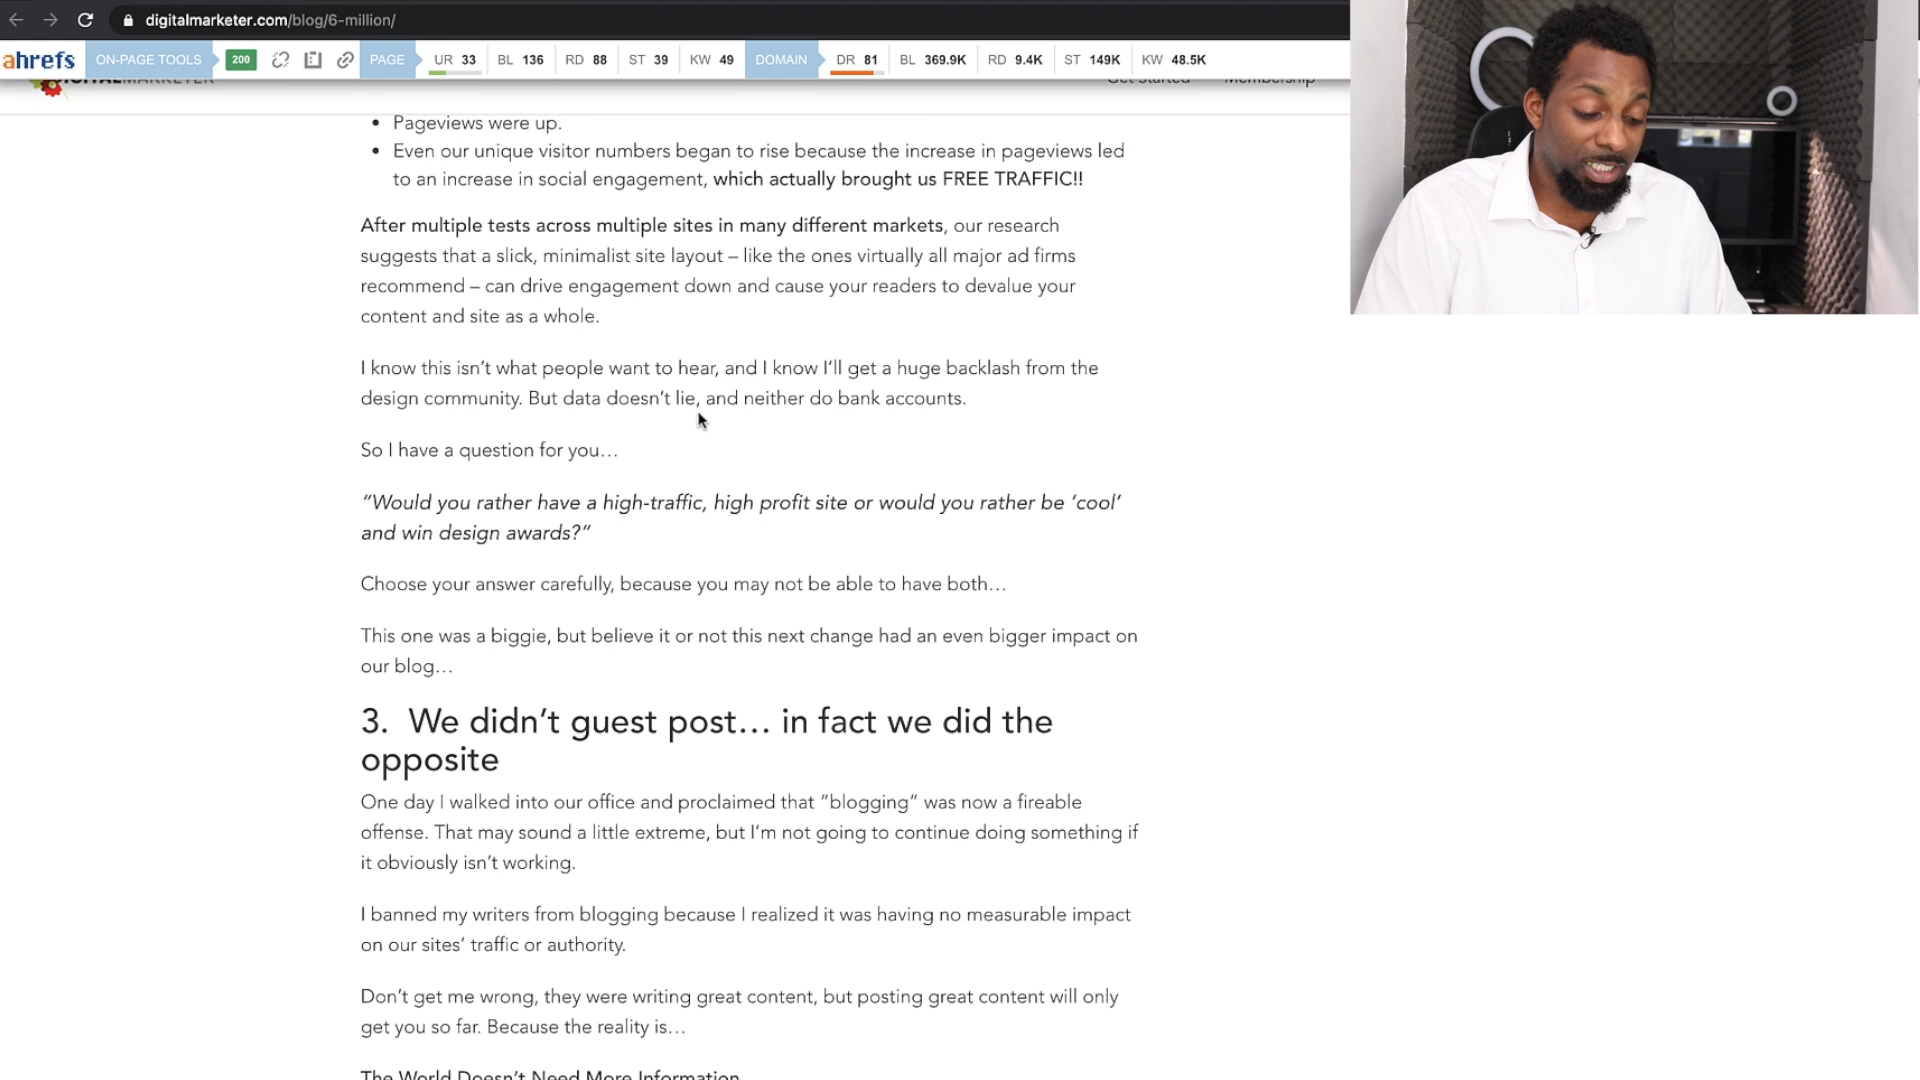 digitalmarketer.com/blog/6-million/
ahrefs ON-PAGE TOOLS 200 PAGE UR 33 BL 136 RD 88 ST 39 KW 49 DOMAIN DR 81 BL 369.9K RD 9.4K ST 149K KW 48.5K
Get Started Membership
• Pageviews were up.
• Even our unique visitor numbers began to rise because the increase in pageviews led
to an increase in social engagement, which actually brought us FREE TRAFFIC!!
After multiple tests across multiple sites in many different markets, our research
suggests that a slick, minimalist site layout – like the ones virtually all major ad firms
recommend – can drive engagement down and cause your readers to devalue your
content and site as a whole.
I know this isn’t what people want to hear, and I know I’ll get a huge backlash from the
design community. But data doesn’t lie, and neither do bank accounts.
So I have a question for you…
“Would you rather have a high-traffic, high profit site or would you rather be ‘cool’
and win design awards?”
Choose your answer carefully, because you may not be able to have both…
This one was a biggie, but believe it or not this next change had an even bigger impact on
our blog…
3. We didn’t guest post… in fact we did the
opposite
One day I walked into our office and proclaimed that “blogging“ was now a fireable
offense. That may sound a little extreme, but I’m not going to continue doing something if
it obviously isn’t working.
I banned my writers from blogging because I realized it was having no measurable impact
on our sites’ traffic or authority.
Don’t get me wrong, they were writing great content, but posting great content will only
get you so far. Because the reality is…
The World Doesn’t Need More Information